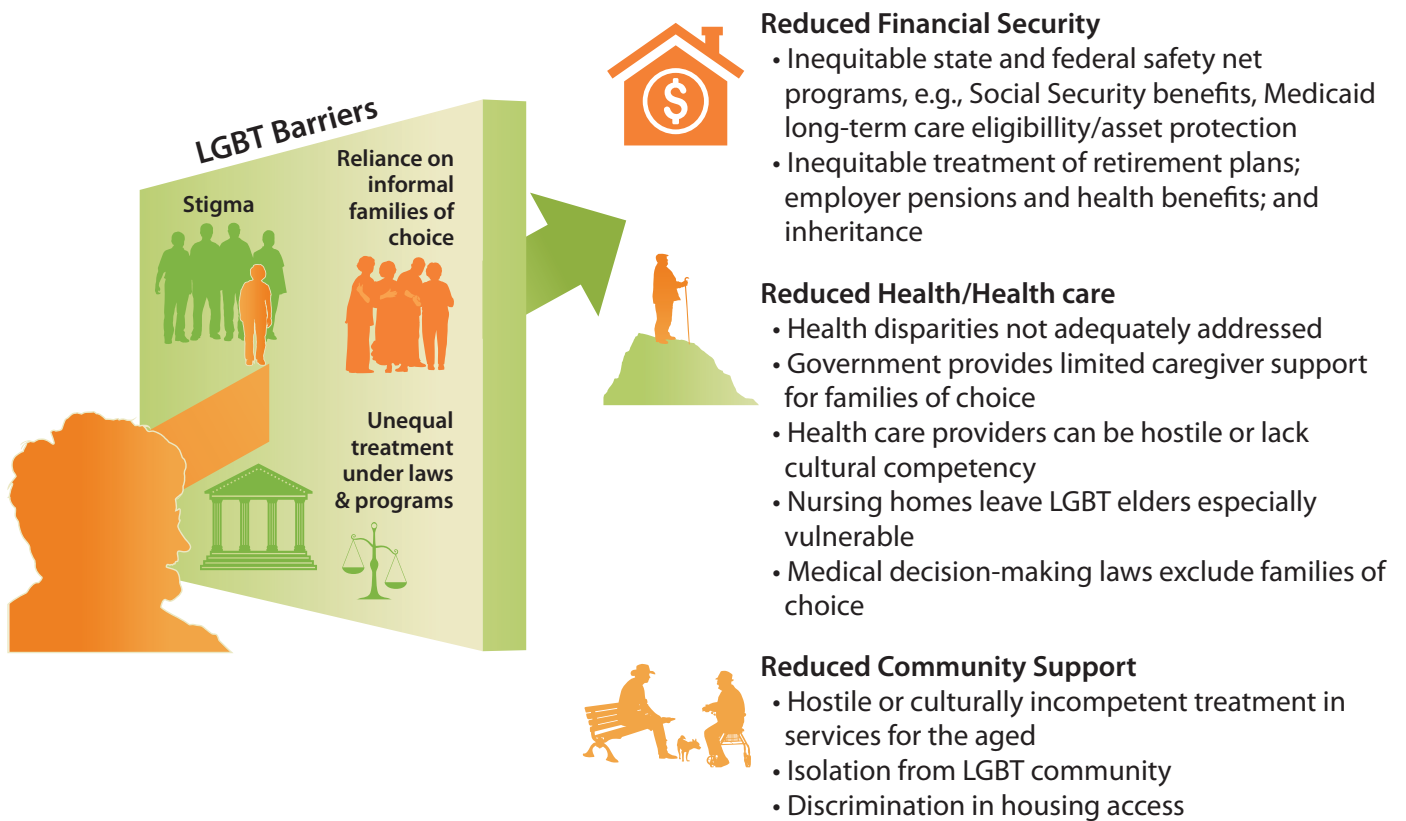 LGBT Barriers
Stigma
Reliance on
informal
families of
choice
Unequal
treatment
under laws
& programs
$
Reduced Financial Security
• Inequitable state and federal safety net
programs, e.g., Social Security benefits, Medicaid
long-term care eligibillity/asset protection
• Inequitable treatment of retirement plans;
employer pensions and health benefits; and
inheritance
Reduced Health/Health care
• Health disparities not adequately addressed
• Government provides limited caregiver support
for families of choice
• Health care providers can be hostile or lack
cultural competency
• Nursing homes leave LGBT elders especially
vulnerable
• Medical decision-making laws exclude families of
choice
Reduced Community Support
• Hostile or culturally incompetent treatment in
services for the aged
• Isolation from LGBT community
• Discrimination in housing access